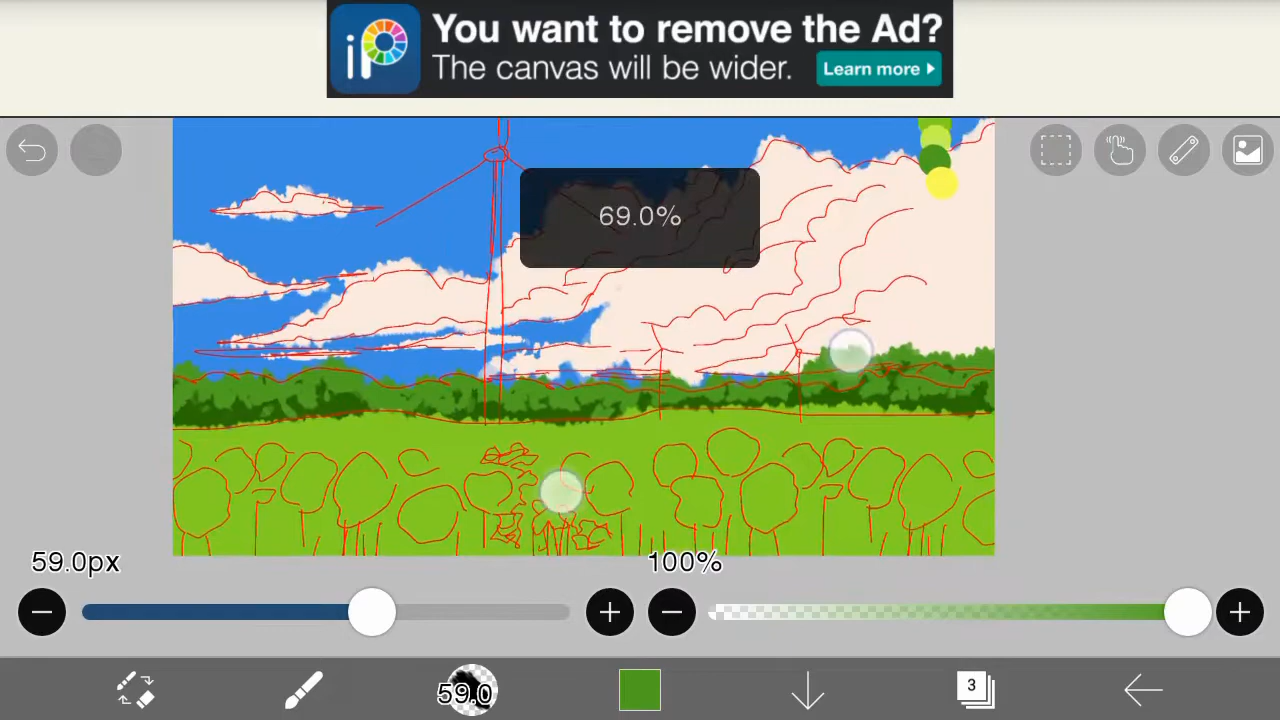 iP
You want to remove the Ad?
The canvas will be wider.
Learn more
69.0%
59.0px
100%
59.0
3